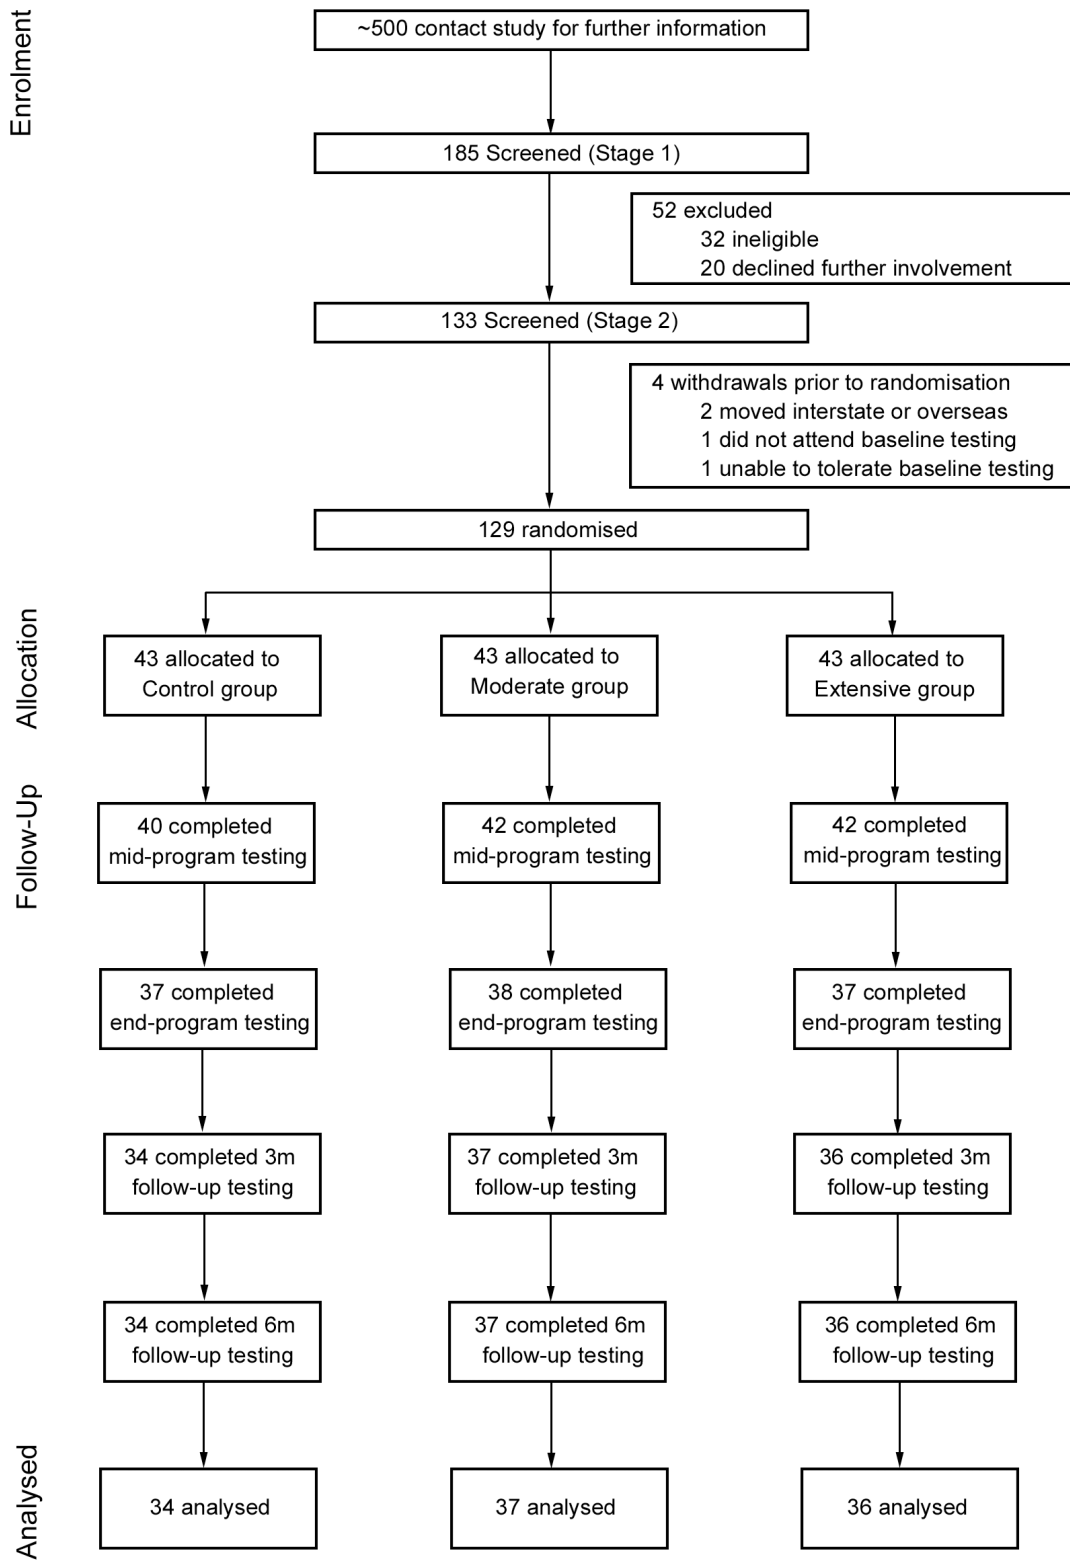 Enrolment
~500 contact study for further information
185 Screened (Stage 1)
52 excluded
32 ineligible
20 declined further involvement
133 Screened (Stage 2)
4 withdrawals prior to randomisation
2 moved interstate or overseas
1 did not attend baseline testing
1 unable to tolerate baseline testing
129 randomised
Allocation
43 allocated to
Control group
43 allocated to
Moderate group
43 allocated to
Extensive group
Follow-Up
40 completed
mid-program testing
42 completed
mid-program testing
42 completed
mid-program testing
37 completed
end-program testing
38 completed
end-program testing
37 completed
end-program testing
34 completed 3m
follow-up testing
37 completed 3m
follow-up testing
36 completed 3m
follow-up testing
34 completed 6m
follow-up testing
37 completed 6m
follow-up testing
36 completed 6m
follow-up testing
Analysed
34 analysed
37 analysed
36 analysed